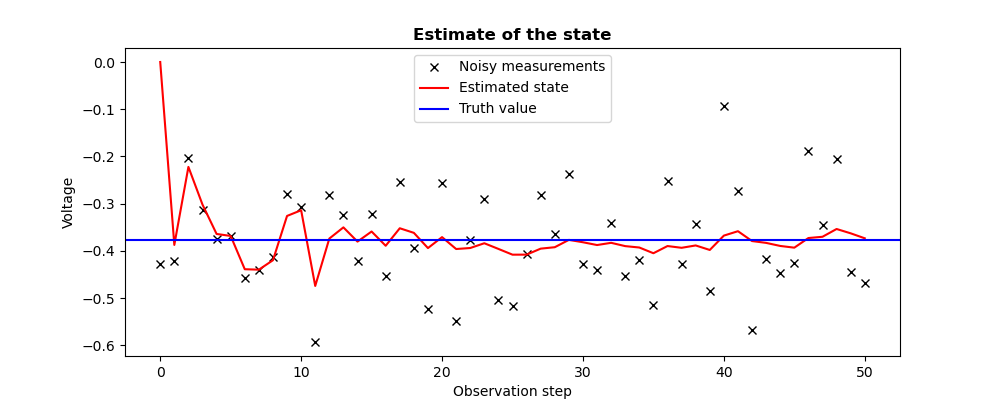 Estimate of the state
Noisy measurements
Estimated state
Truth value
Voltage
0.0
−0.1
−0.2
−0.3
−0.4
−0.5
−0.6
0 10 20 30 40 50
Observation step